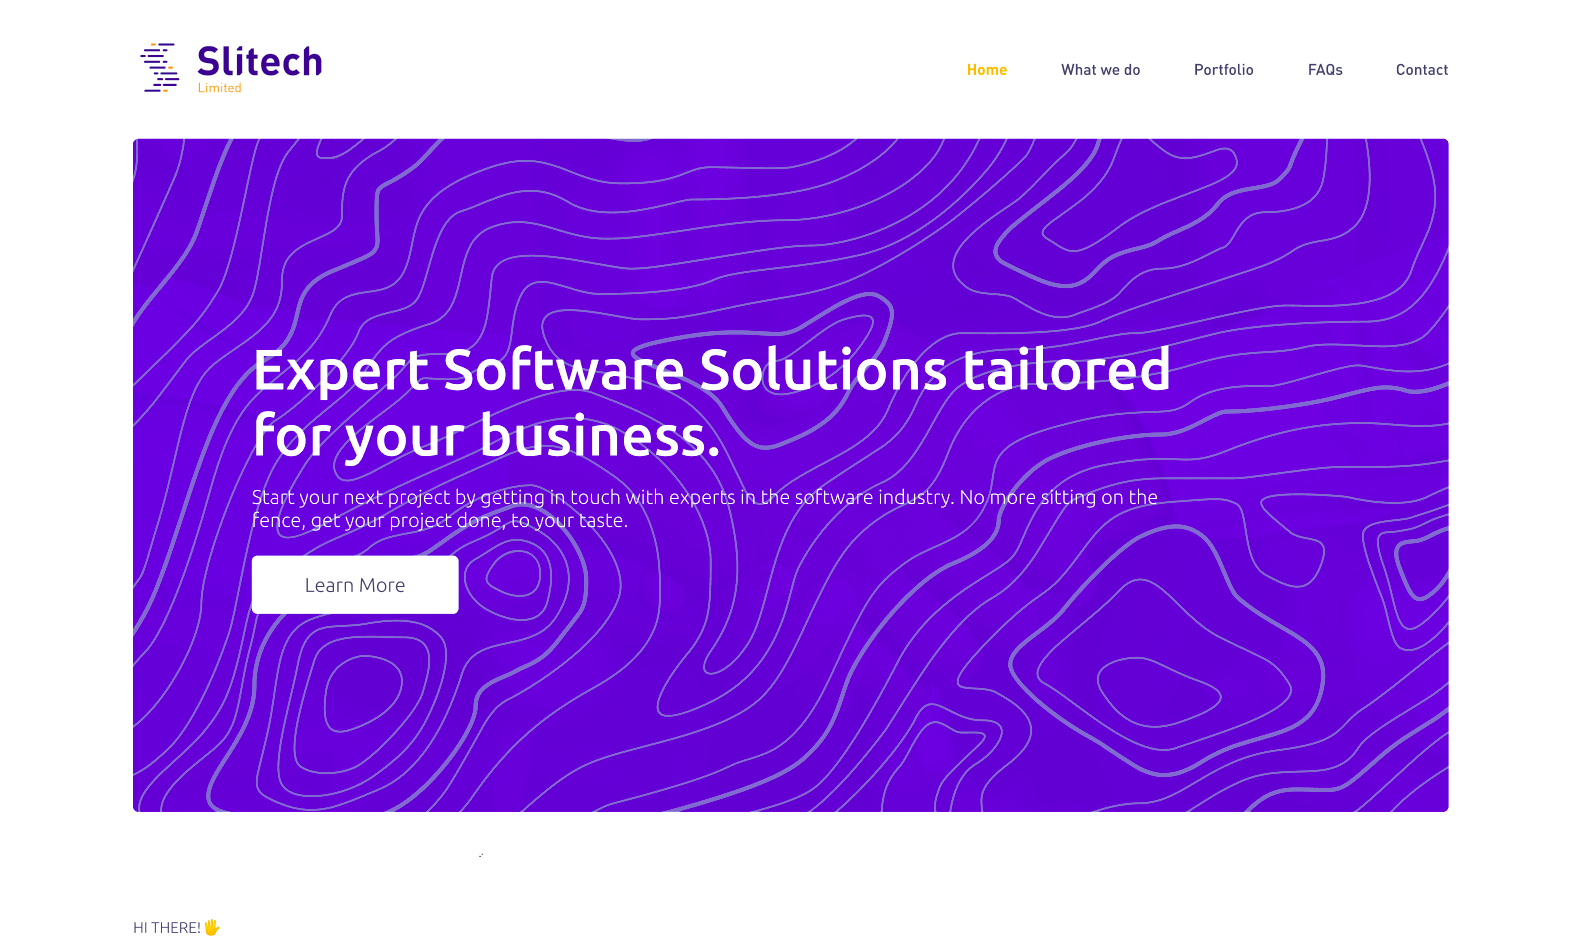 Slitech
Limited
Home
What we do
Portfolio
FAQs
Contact
Expert Software Solutions tailored
for your business.
Start your next project by getting in touch with experts in the software industry. No more sitting on the
fence, get your project done, to your taste.
Learn More
HI THERE!🖐